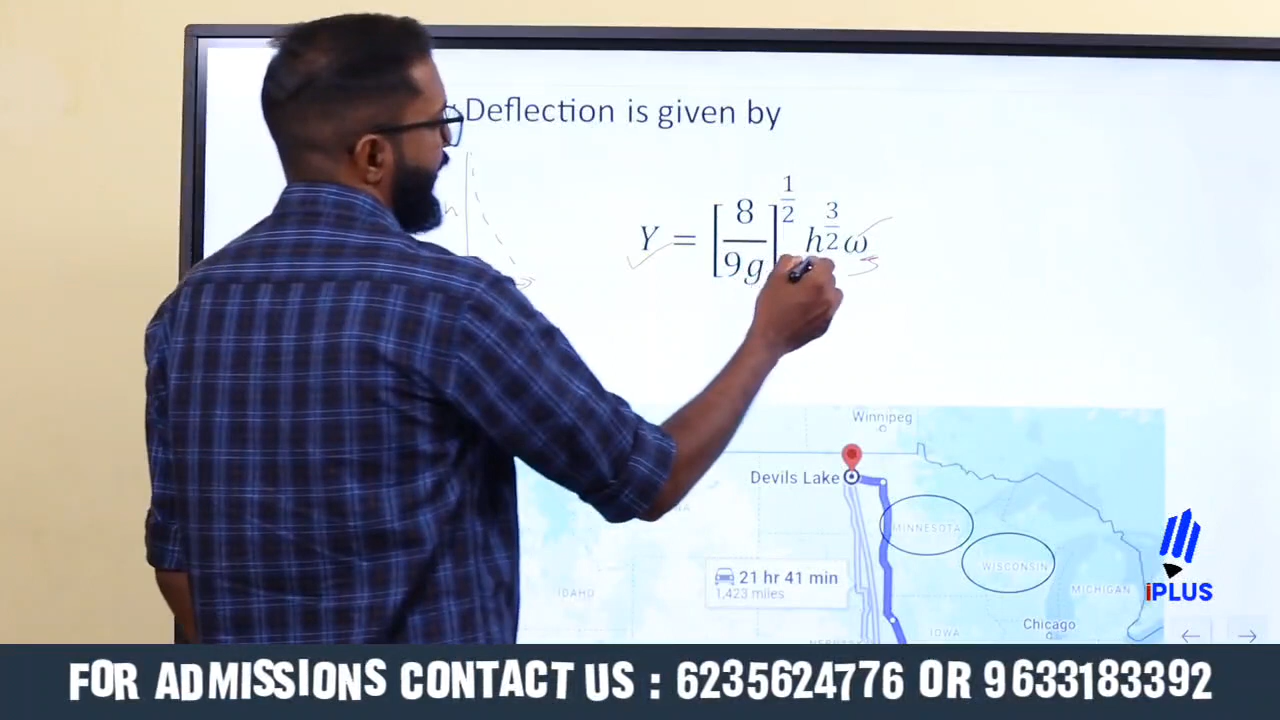 Deflection is given by
Y = [8/9g]^{1/2} h^{3/2} ω
h
Winnipeg
Devils Lake
MINNESOTA
WISCONSIN
21 hr 41 min
1,423 miles
IDAHO
MICHIGAN
iPLUS
IOWA
Chicago
FOR ADMISSIONS CONTACT US : 6235624776 OR 9633183392